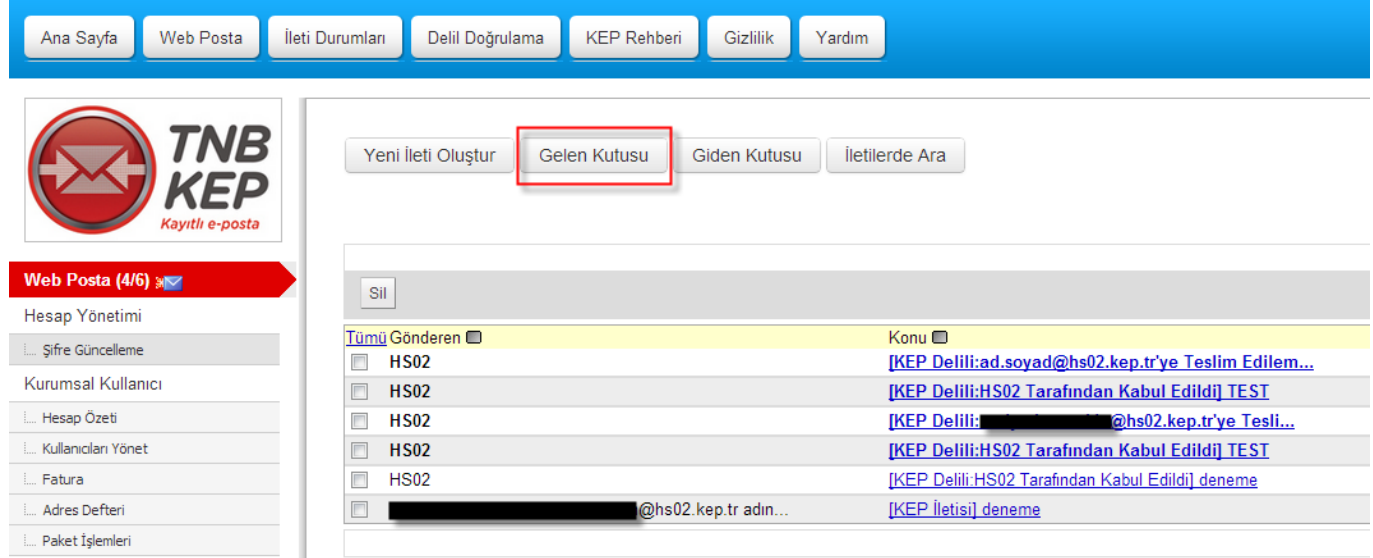 Ana Sayfa Web Posta İleti Durumları Delil Doğrulama KEP Rehberi Gizlilik Yardım
TNB
KEP
Kayıtlı e-posta
Yeni İleti Oluştur Gelen Kutusu Giden Kutusu İletilerde Ara
Web Posta (4/6)
Hesap Yönetimi
Şifre Güncelleme
Kurumsal Kullanıcı
Hesap Özeti
Kullanıcıları Yönet
Fatura
Adres Defteri
Paket İşlemleri
Sil
Tümü Gönderen Konu
HS02 [KEP Delili:ad.soyad@hs02.kep.tr'ye Teslim Edilem...
HS02 [KEP Delili:HS02 Tarafından Kabul Edildi] TEST
HS02 [KEP Delili: @hs02.kep.tr'ye Tesli...
HS02 [KEP Delili:HS02 Tarafından Kabul Edildi] TEST
HS02 [KEP Delili:HS02 Tarafından Kabul Edildi] deneme
@hs02.kep.tr adın... [KEP İletisi] deneme